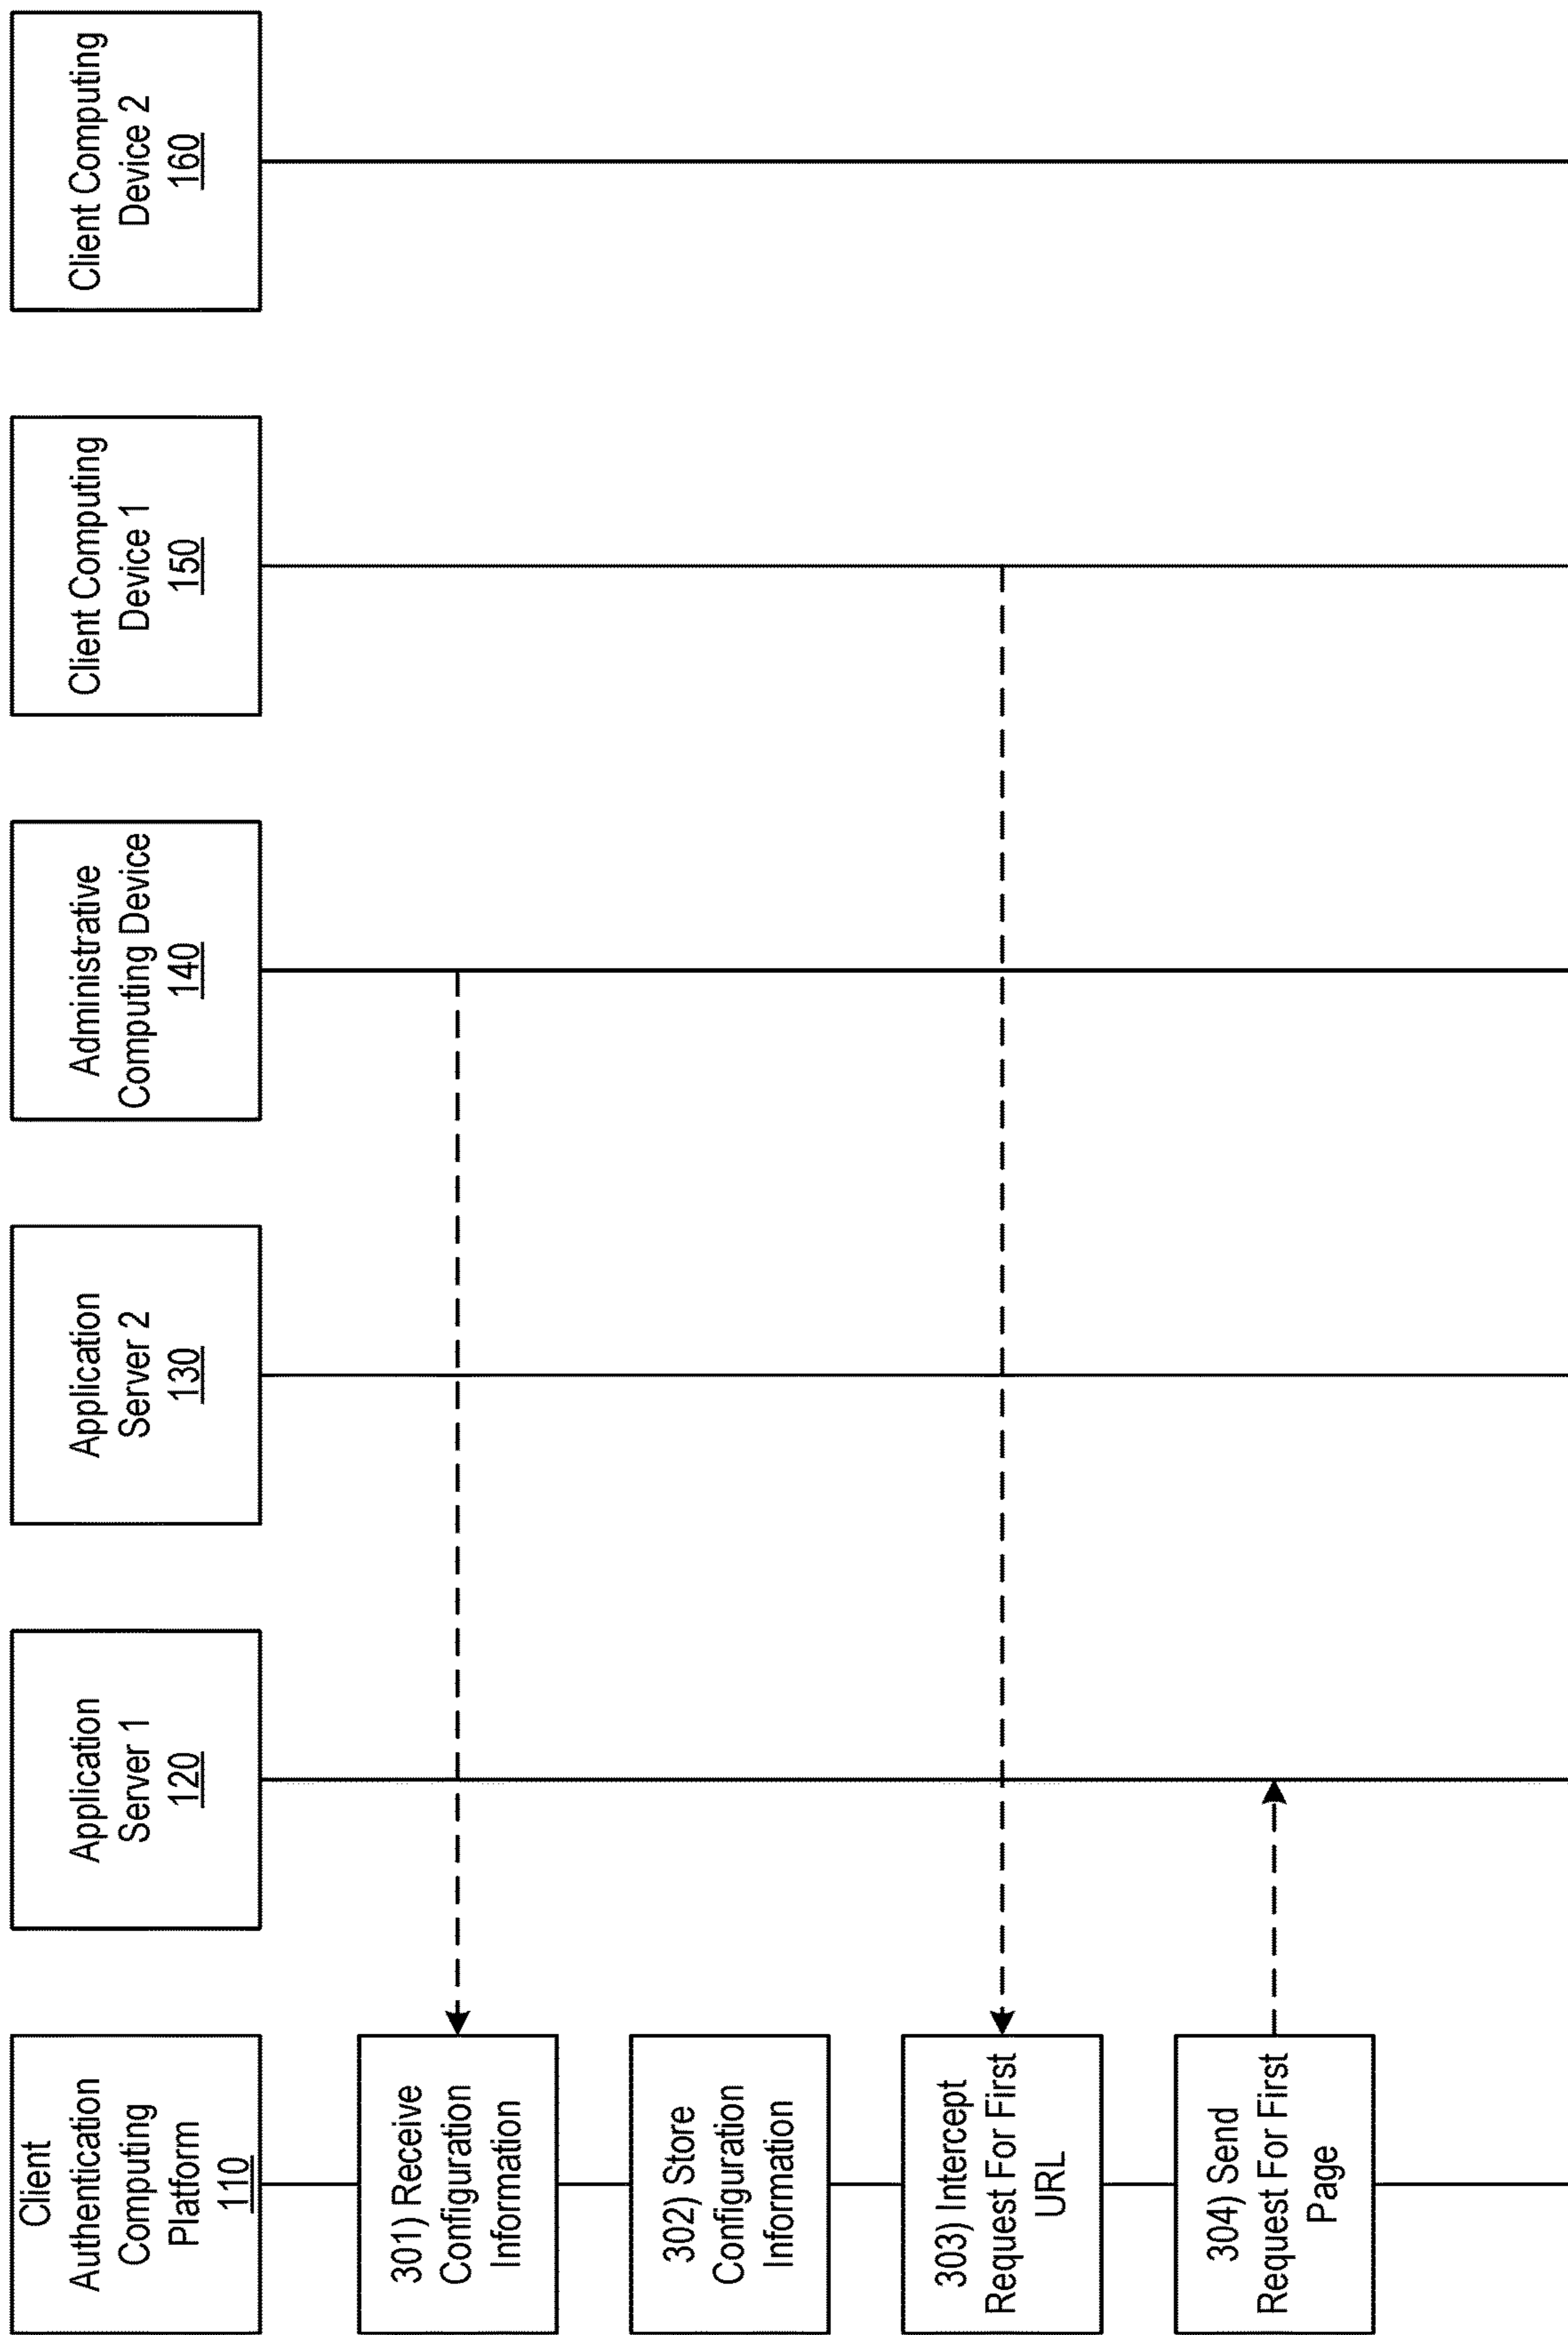 Client
Authentication
Computing
Platform
110
Application
Server 1
120
Application
Server 2
130
Administrative
Computing Device
140
Client Computing
Device 1
150
Client Computing
Device 2
160
301) Receive
Configuration
Information
302) Store
Configuration
Information
303) Intercept
Request For First
URL
304) Send
Request For First
Page